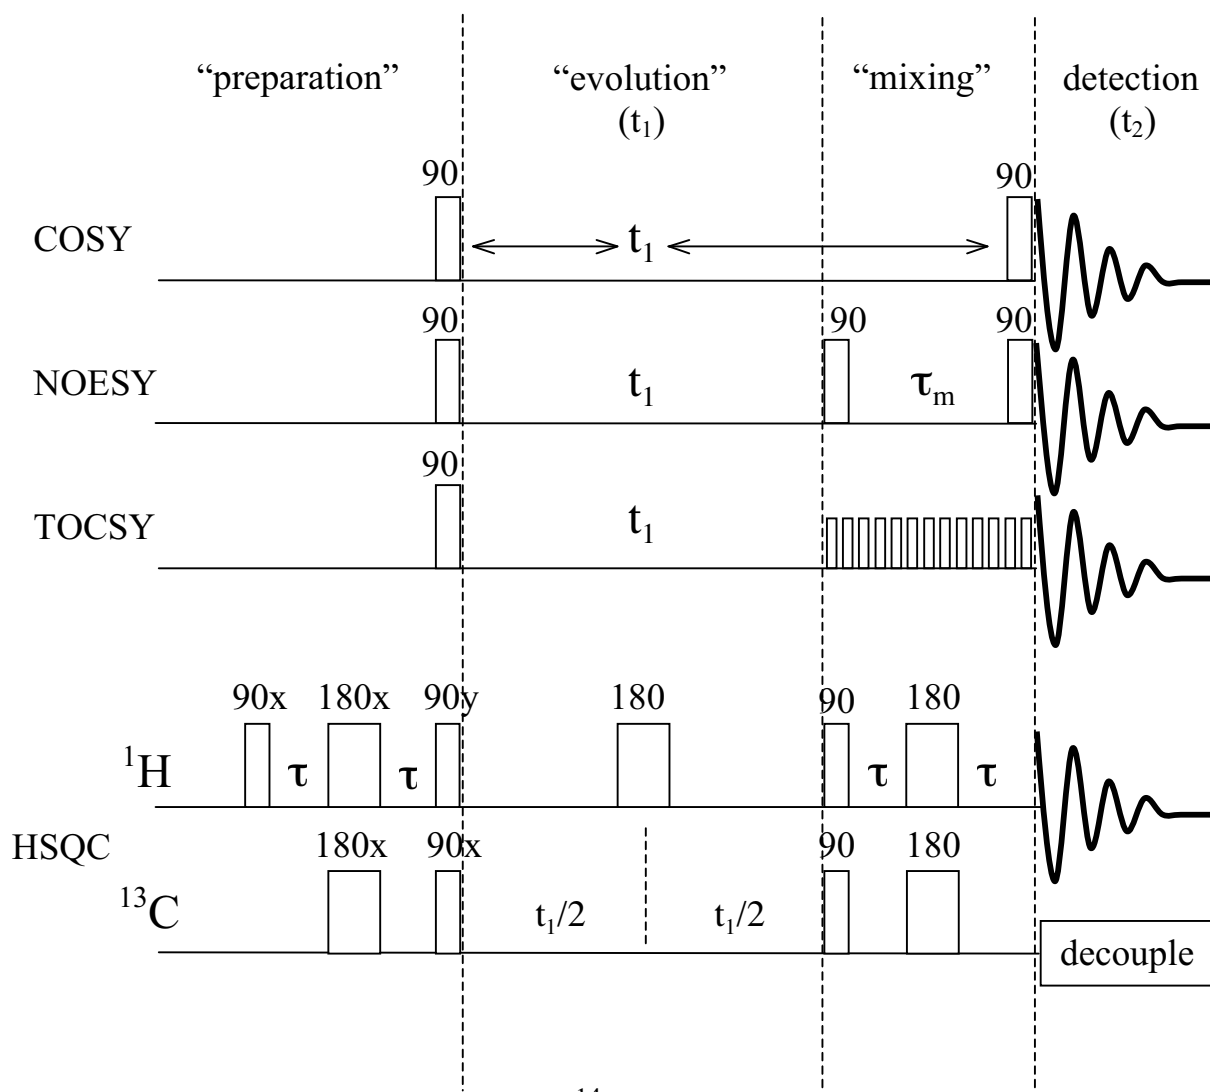 “preparation” “evolution” “mixing” detection
(t1) (t2)
90 90
COSY t1
90 90 90
NOESY t1 τm
90
TOCSY t1
90x 180x 90y 180 90 180
1H τ τ τ τ
180x 90x 90 180
HSQC
13C t1/2 t1/2
decouple